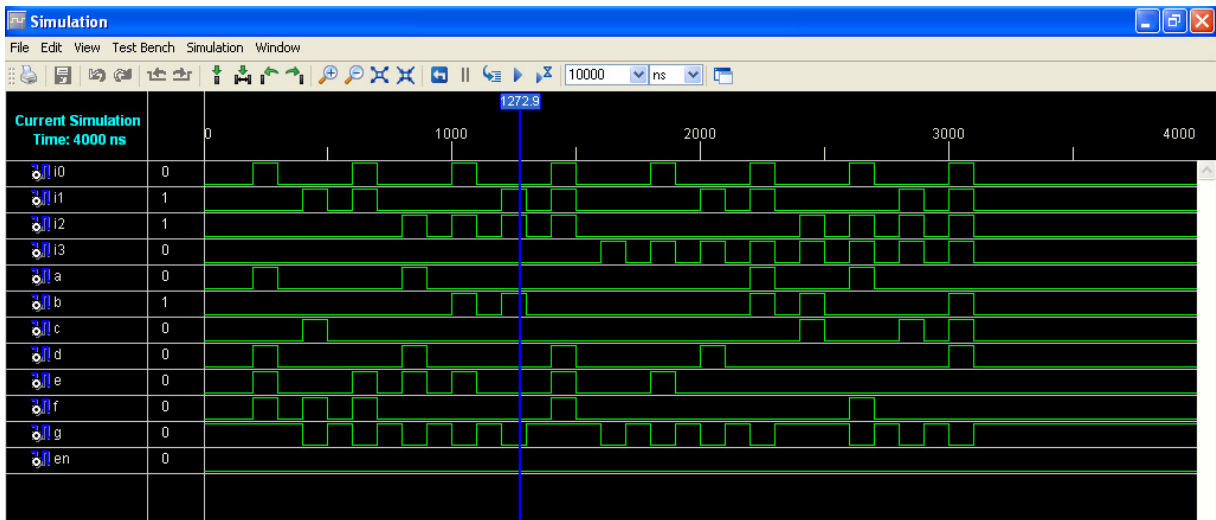 Simulation
File Edit View Test Bench Simulation Window
10000 ns
1272.9
Current Simulation
Time: 4000 ns
0 1000 2000 3000 4000
i0 0
i1 1
i2 1
i3 0
a 0
b 1
c 0
d 0
e 0
f 0
g 0
en 0